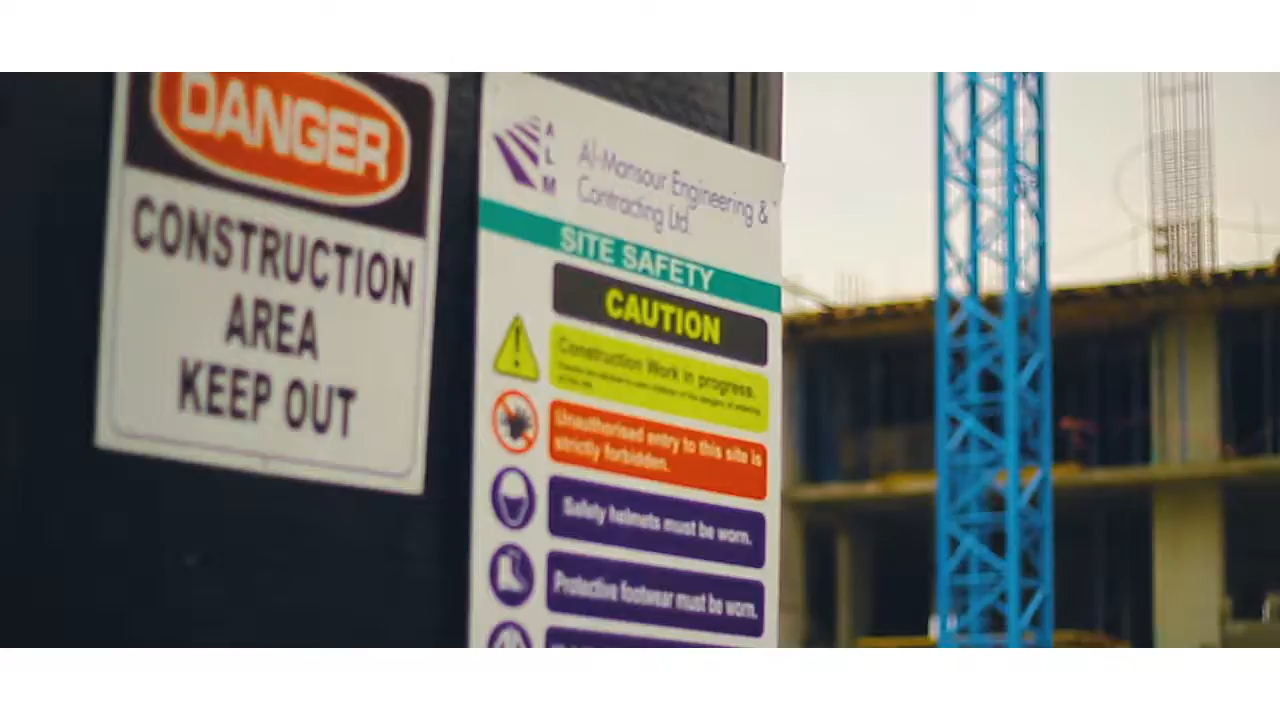 DANGER
CONSTRUCTION
AREA
KEEP OUT
A
L
M
Al-Mansour Engineering &
Contracting Ltd.
SITE SAFETY
CAUTION
Construction Work in progress.
Unauthorised entry to this site is
strictly forbidden.
Safety helmets must be worn.
Protective footwear must be worn.